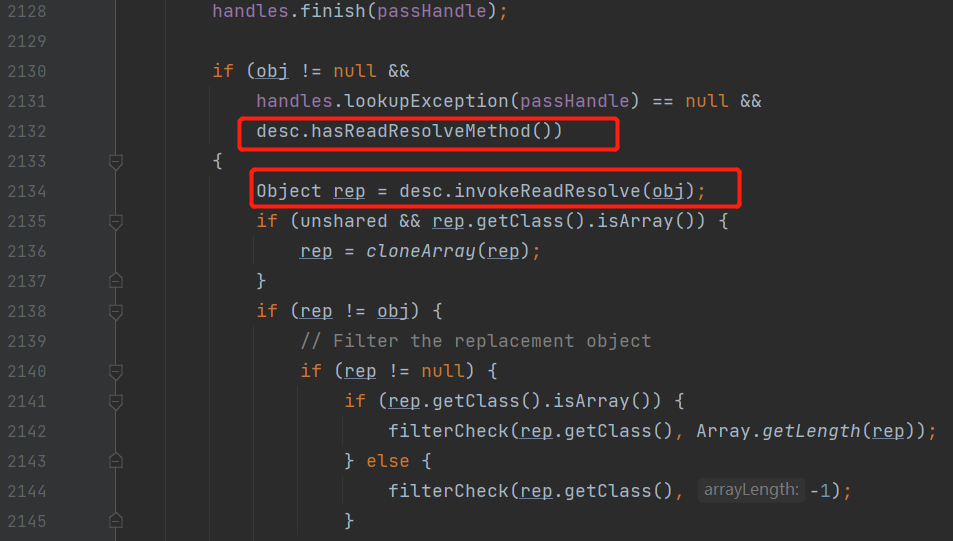 2128 handles.finish(passHandle);
2129
2130 if (obj != null &&
2131 handles.lookupException(passHandle) == null &&
2132 desc.hasReadResolveMethod())
2133 {
2134 Object rep = desc.invokeReadResolve(obj);
2135 if (unshared && rep.getClass().isArray()) {
2136 rep = cloneArray(rep);
2137 }
2138 if (rep != obj) {
2139 // Filter the replacement object
2140 if (rep != null) {
2141 if (rep.getClass().isArray()) {
2142 filterCheck(rep.getClass(), Array.getLength(rep));
2143 } else {
2144 filterCheck(rep.getClass(), arrayLength: -1);
2145 }